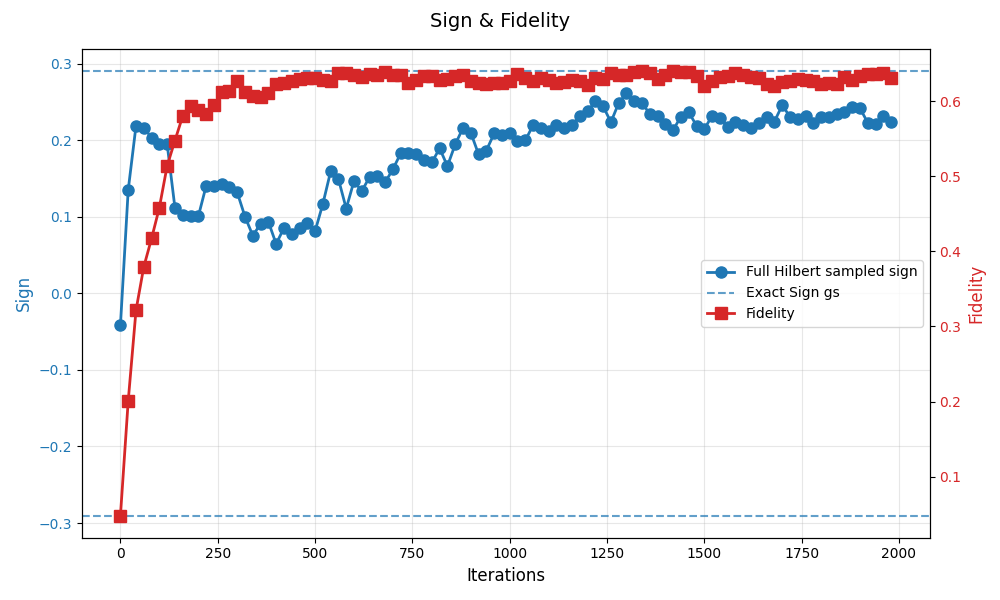 Sign & Fidelity
0.3
0.2
0.1
0.0
−0.1
−0.2
−0.3
Sign
0.6
0.5
0.4
0.3
0.2
0.1
Fidelity
Full Hilbert sampled sign
Exact Sign gs
Fidelity
0 250 500 750 1000 1250 1500 1750 2000
Iterations